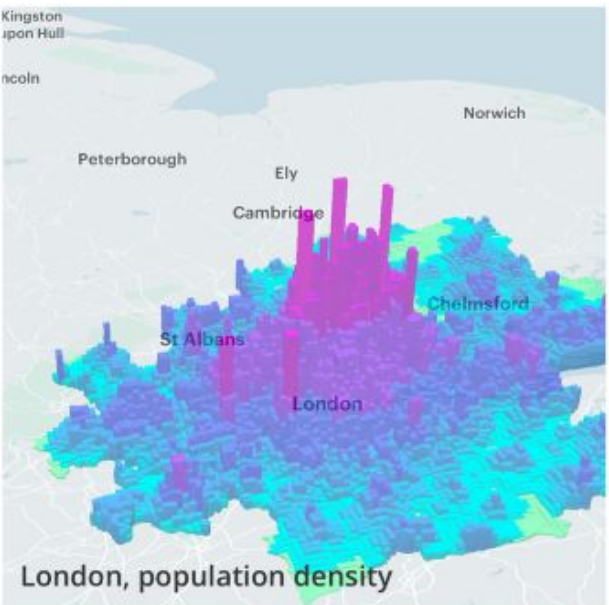 Kingston
upon Hull
ncoln
Norwich
Peterborough
Ely
Cambridge
Chelmsford
St Albans
London
London, population density